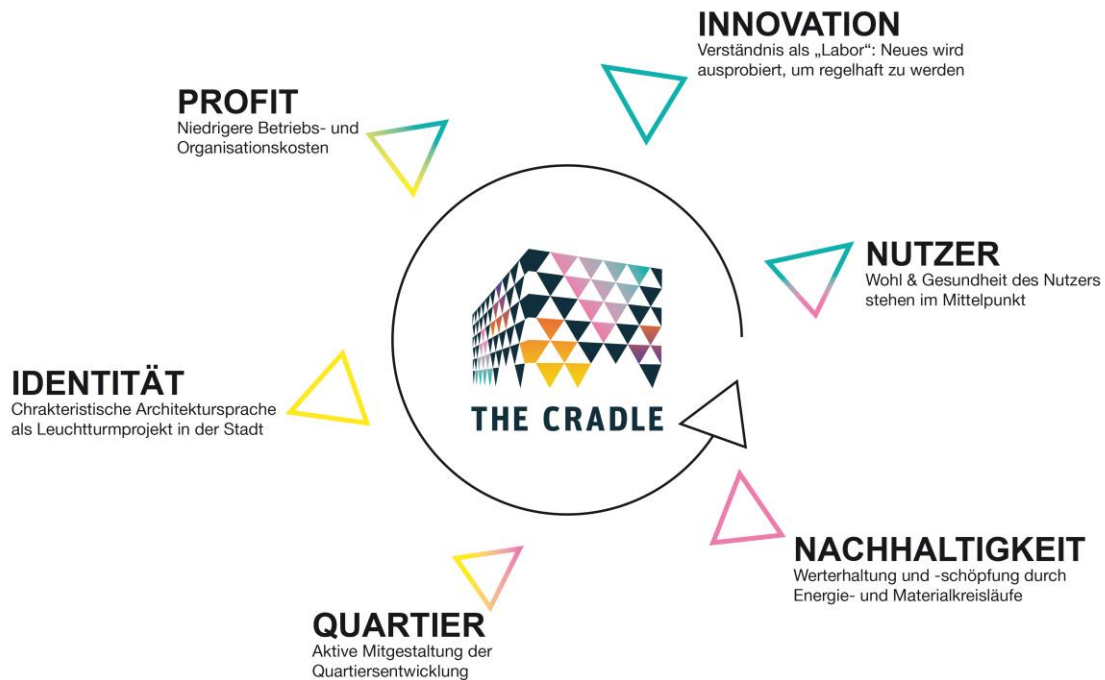 INNOVATION
Verständnis als „Labor“: Neues wird
ausprobiert, um regelhaft zu werden
PROFIT
Niedrigere Betriebs- und
Organisationskosten
NUTZER
Wohl & Gesundheit des Nutzers
stehen im Mittelpunkt
IDENTITÄT
Chrakteristische Architektursprache
als Leuchtturmprojekt in der Stadt
THE CRADLE
NACHHALTIGKEIT
Werterhaltung und -schöpfung durch
Energie- und Materialkreisläufe
QUARTIER
Aktive Mitgestaltung der
Quartiersentwicklung